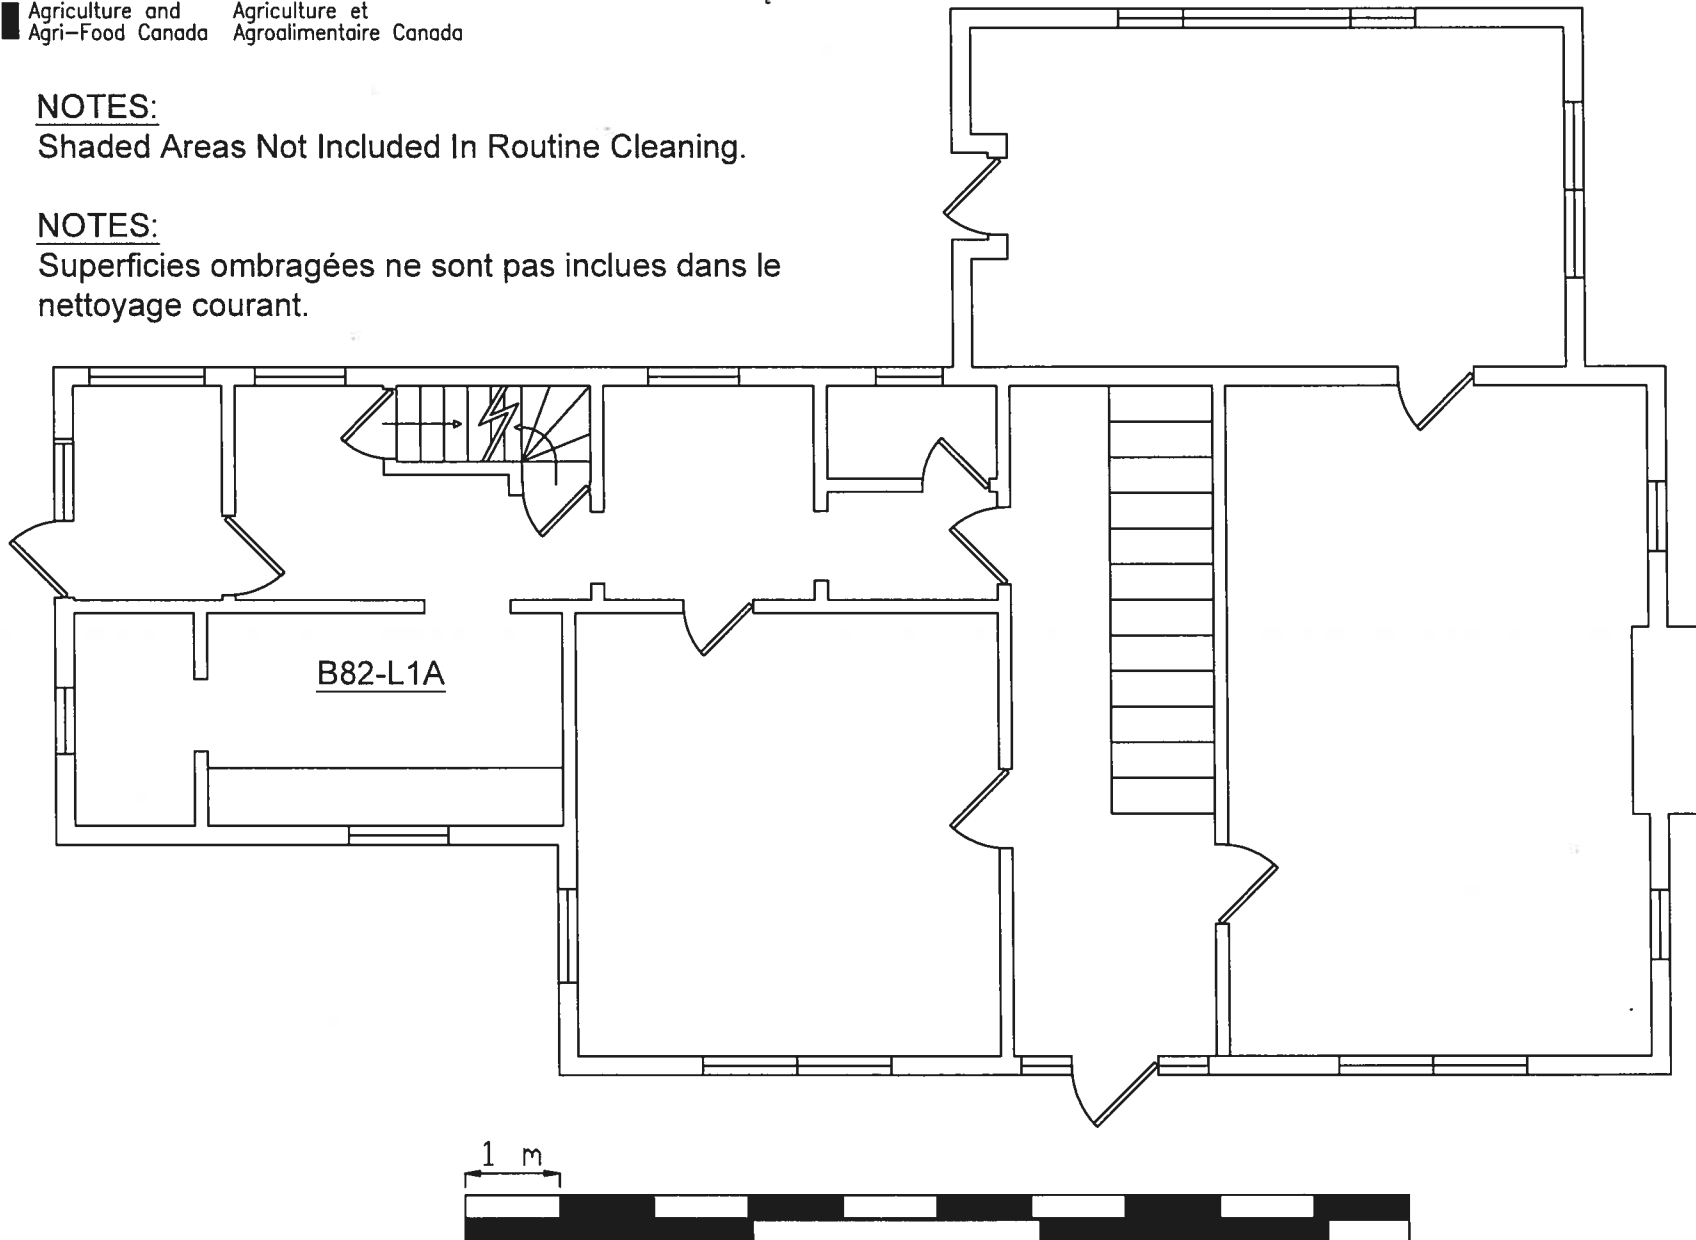 Agriculture and
Agri-Food Canada
Agriculture et
Agroalimentaire Canada
NOTES:
Shaded Areas Not Included In Routine Cleaning.
NOTES:
Superficies ombragées ne sont pas inclues dans le
nettoyage courant.
B82-L1A
1 m